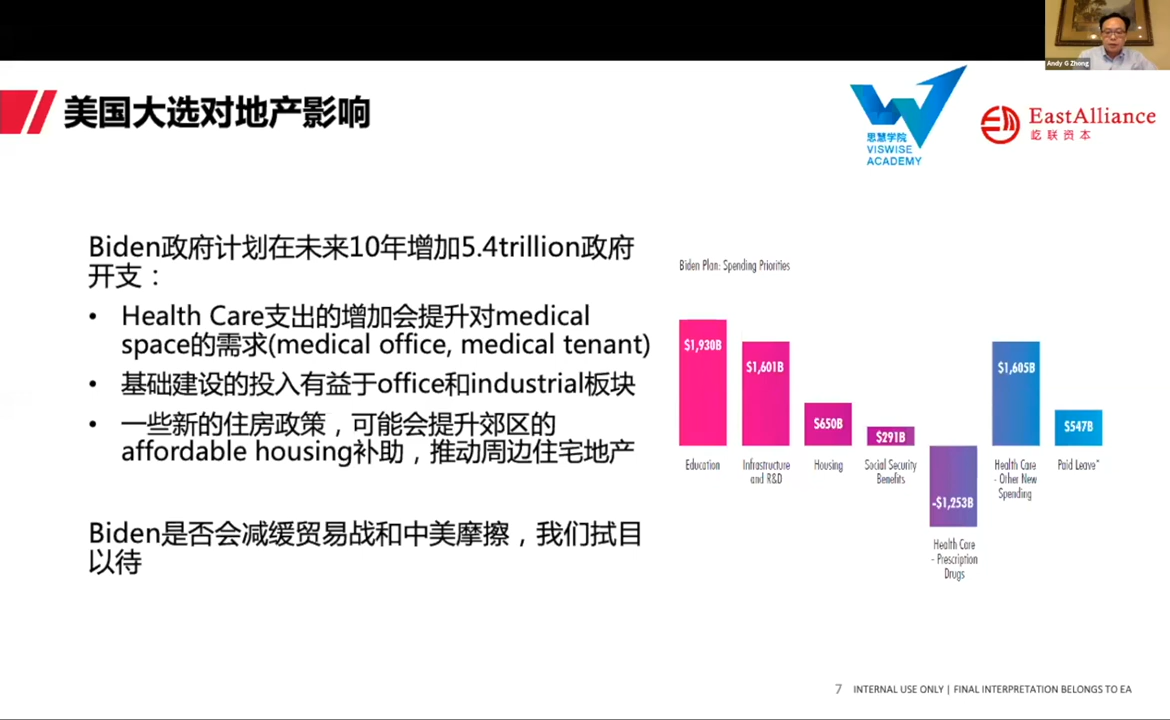 Andy G Zhong
美国大选对地产影响
思慧学院
VISWISE
ACADEMY
EastAlliance
屹联资本
Biden政府计划在未来10年增加5.4trillion政府
开支：
• Health Care支出的增加会提升对medical
space的需求(medical office, medical tenant)
• 基础建设的投入有益于office和industrial板块
• 一些新的住房政策，可能会提升郊区的
affordable housing补助，推动周边住宅地产
Biden是否会减缓贸易战和中美摩擦，我们拭目
以待
Biden Plan: Spending Priorities
$1,930B
$1,601B
$650B
$291B
-$1,253B
$1,605B
$547B
Education
Infrastructure
and R&D
Housing
Social Security
Benefits
Health Care
- Prescription
Drugs
Health Care
- Other New
Spending
Paid Leave*
7 INTERNAL USE ONLY | FINAL INTERPRETATION BELONGS TO EA